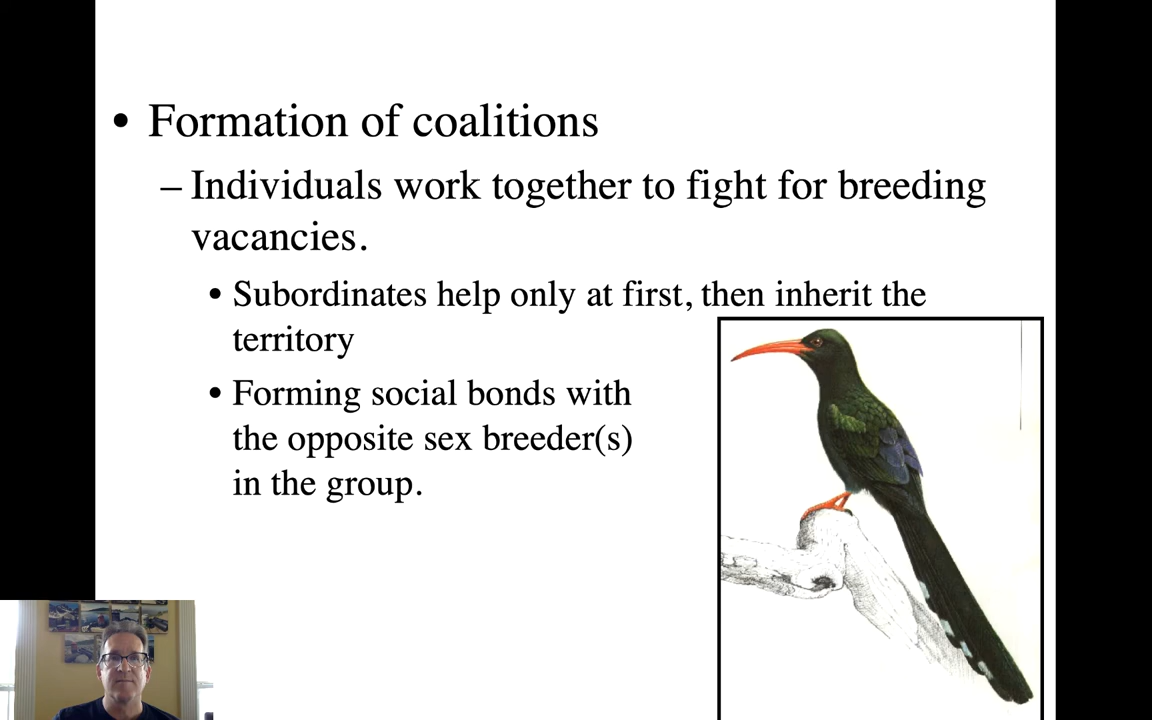 • Formation of coalitions
– Individuals work together to fight for breeding
vacancies.
• Subordinates help only at first, then inherit the
territory
• Forming social bonds with
the opposite sex breeder(s)
in the group.